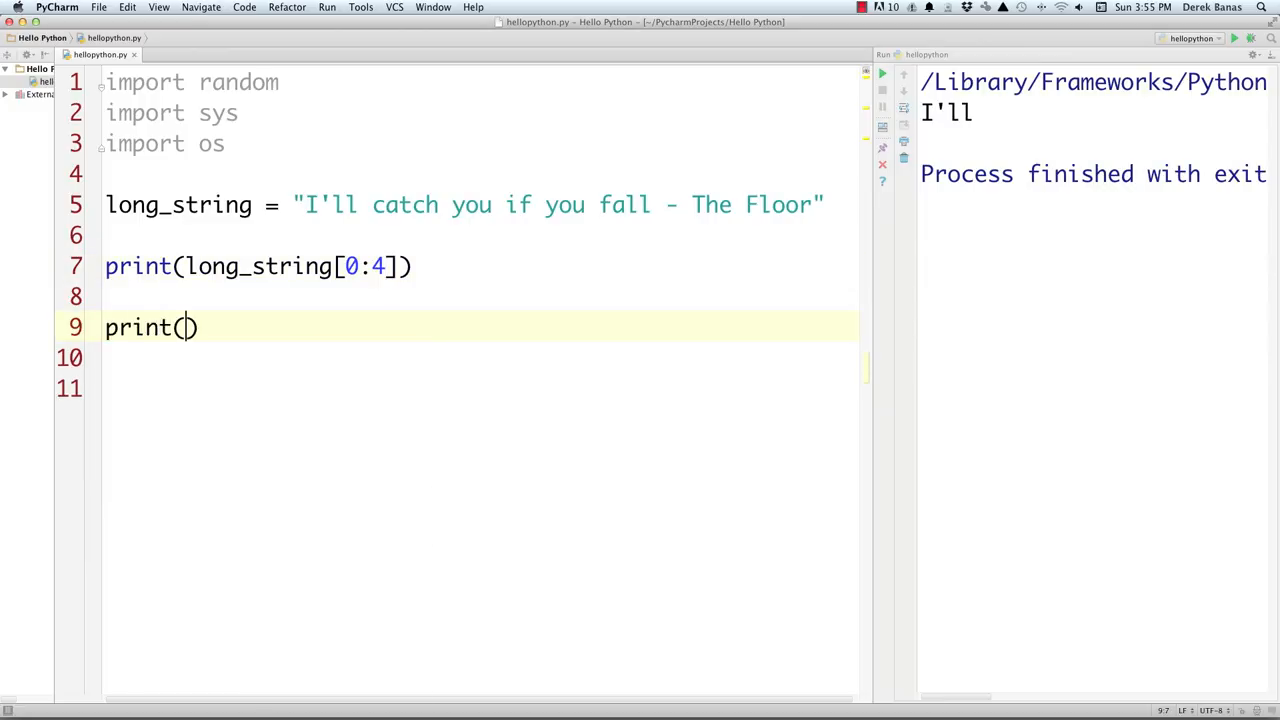 PyCharm File Edit View Navigate Code Refactor Run Tools VCS Window Help 10 Sun 3:55 PM Derek Banas
hellopython.py – Hello Python – [~/PycharmProjects/Hello Python]
Hello Python hellopython.py hellopython
hellopython.py Run hellopython
Hello P
hell
Externa
1 import random
2 import sys
3 import os
4
5 long_string = "I'll catch you if you fall - The Floor"
6
7 print(long_string[0:4])
8
9 print()
10
11
/Library/Frameworks/Python
I'll
Process finished with exit
9:7 LF UTF-8